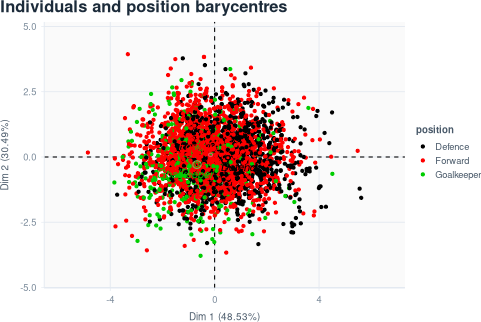 Individuals and position barycentres
5.0
2.5
0.0
-2.5
-5.0
Dim 2 (30.49%)
-4
0
4
Dim 1 (48.53%)
position
Defence
Forward
Goalkeeper